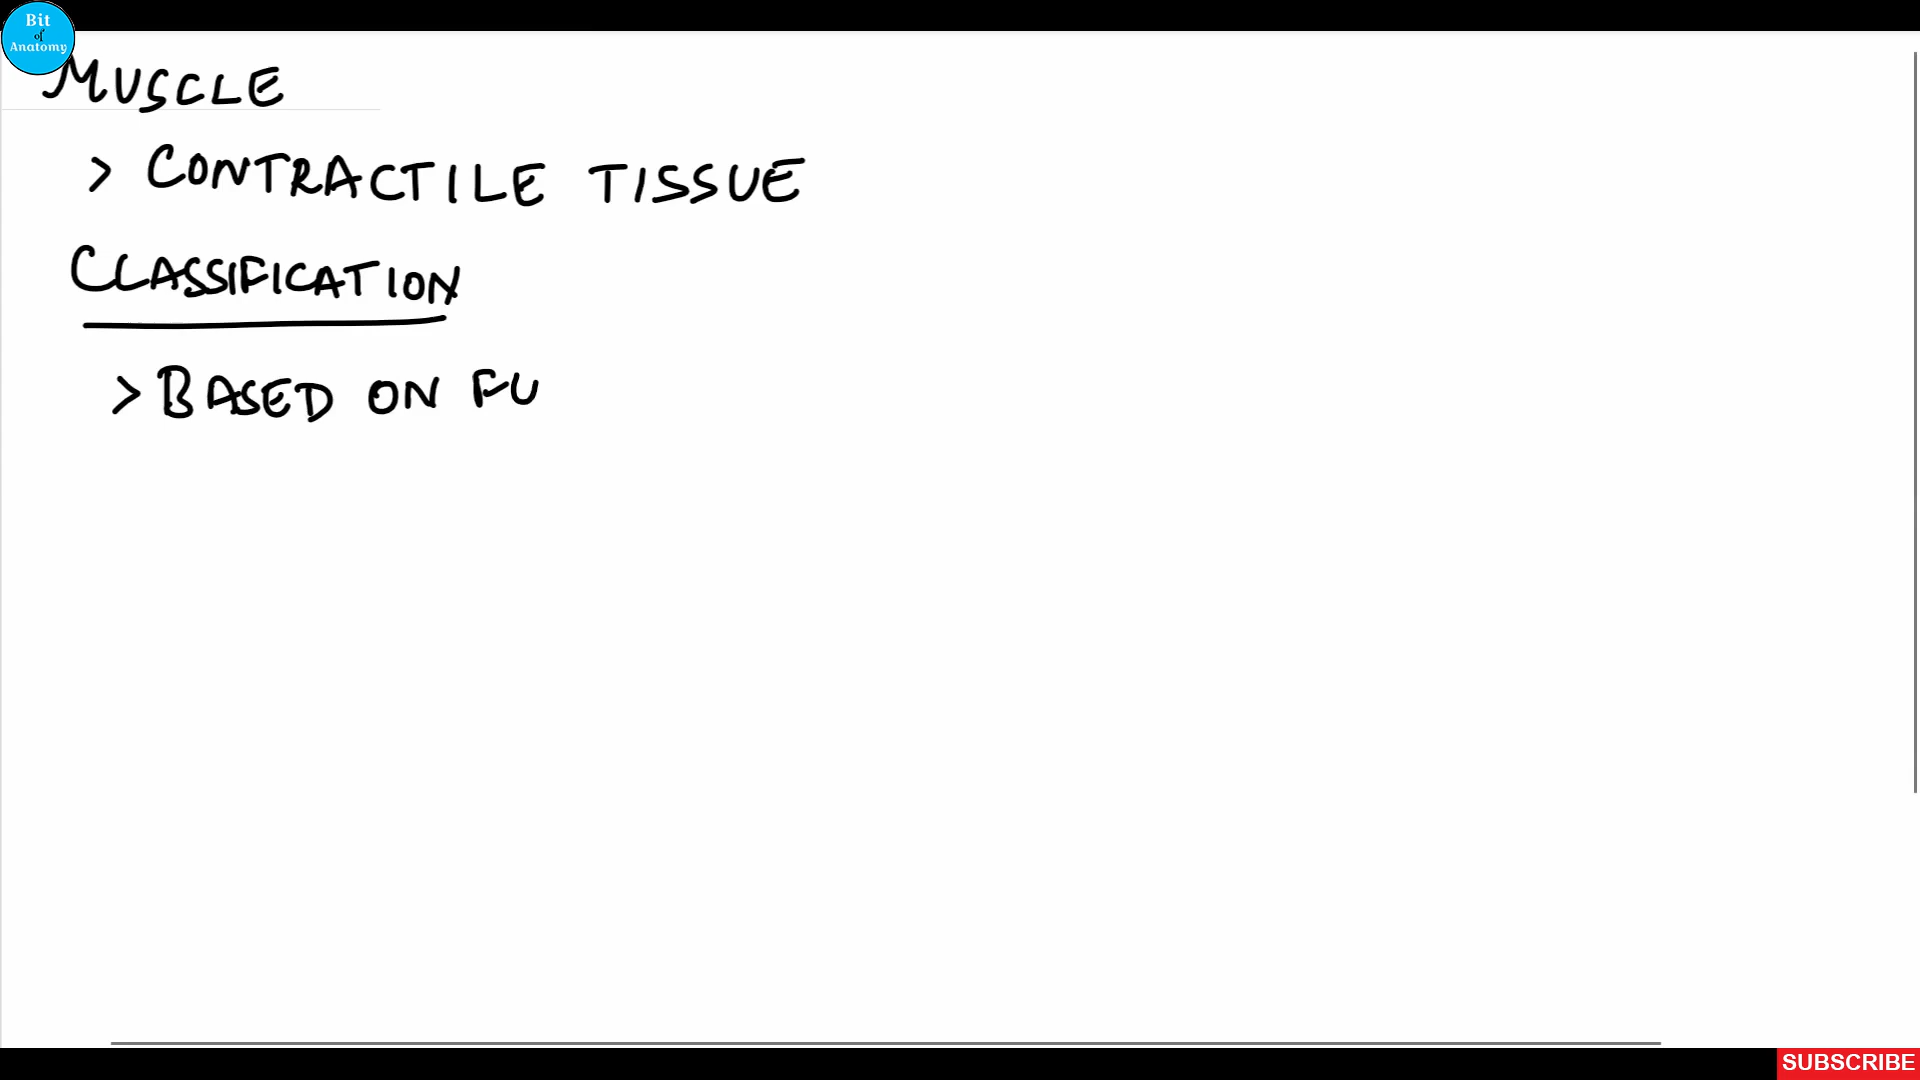 Bit
of
Anatomy
MUSCLE
> CONTRACTILE TISSUE
CLASSIFICATION
> BASED ON FU
SUBSCRIBE